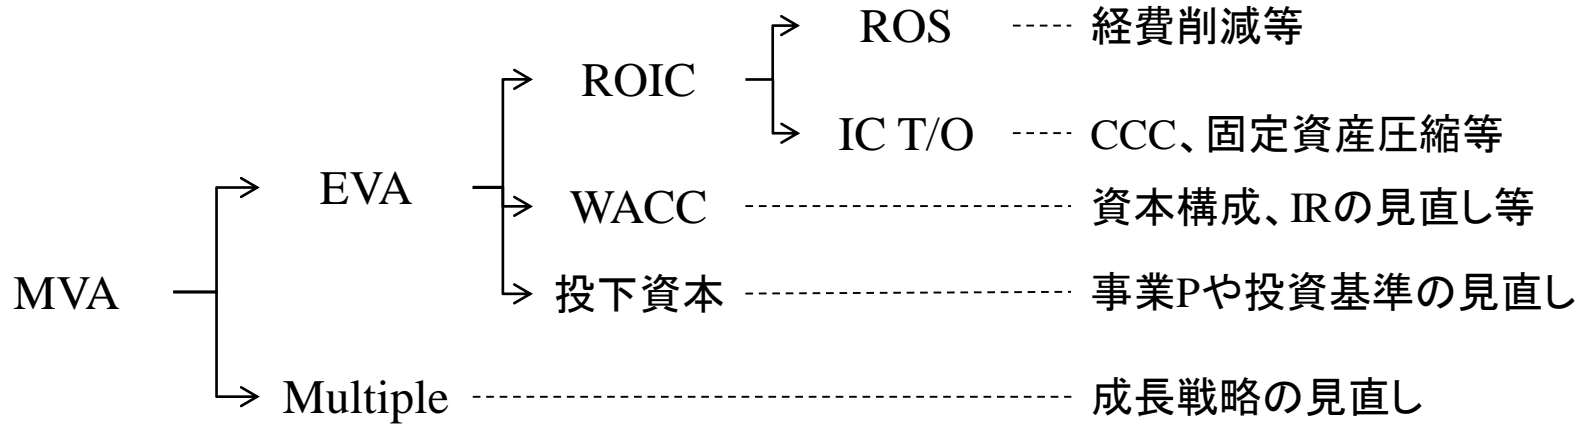 ROS 経費削減等
ROIC
IC T/O CCC、固定資産圧縮等
EVA
WACC 資本構成、IRの見直し等
MVA
投下資本 事業Pや投資基準の見直し
Multiple 成長戦略の見直し